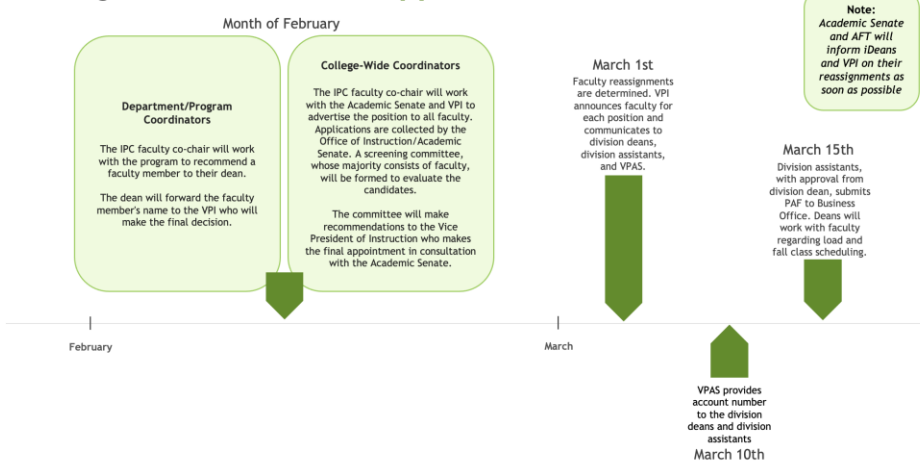 Month of February
Department/Program
Coordinators
The IPC faculty co-chair will work
with the program to recommend a
faculty member to their dean.
The dean will forward the faculty
member's name to the VPI who will
make the final decision.
College-Wide Coordinators
The IPC faculty co-chair will work
with the Academic Senate and VPI to
advertise the position to all faculty.
Applications are collected by the
Office of Instruction/Academic
Senate. A screening committee,
whose majority consists of faculty,
will be formed to evaluate the
candidates.
The committee will make
recommendations to the Vice
President of Instruction who makes
the final appointment in consultation
with the Academic Senate.
March 1st
Faculty reassignments
are determined. VPI
announces faculty for
each position and
communicates to
division deans,
division assistants,
and VPAS.
Note:
Academic Senate
and AFT will
inform iDeans
and VPI on their
reassignments as
soon as possible
March 15th
Division assistants,
with approval from
division dean, submits
PAF to Business
Office. Deans will
work with faculty
regarding load and
fall class scheduling.
February
March
VPAS provides
account number
to the division
deans and division
assistants
March 10th